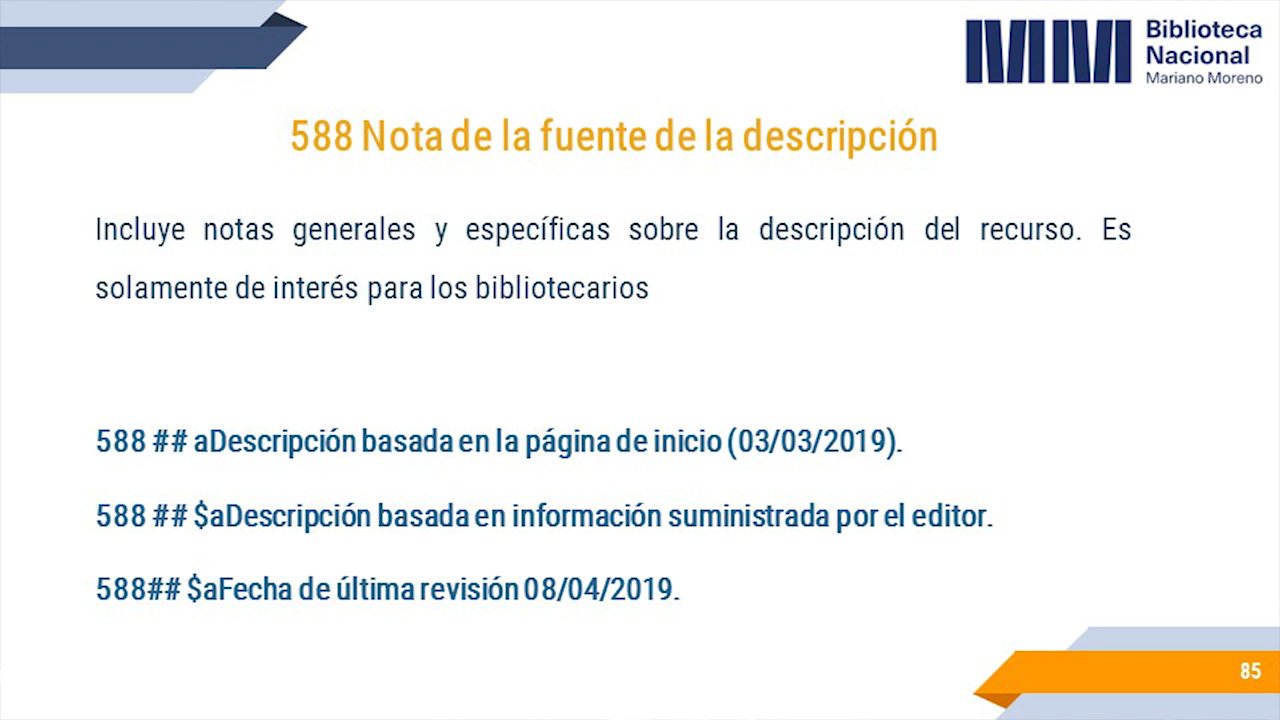 Biblioteca
Nacional
Mariano Moreno
588 Nota de la fuente de la descripción
Incluye notas generales y específicas sobre la descripción del recurso. Es
solamente de interés para los bibliotecarios
588 ## aDescripción basada en la página de inicio (03/03/2019).
588 ## $aDescripción basada en información suministrada por el editor.
588## $aFecha de última revisión 08/04/2019.
85